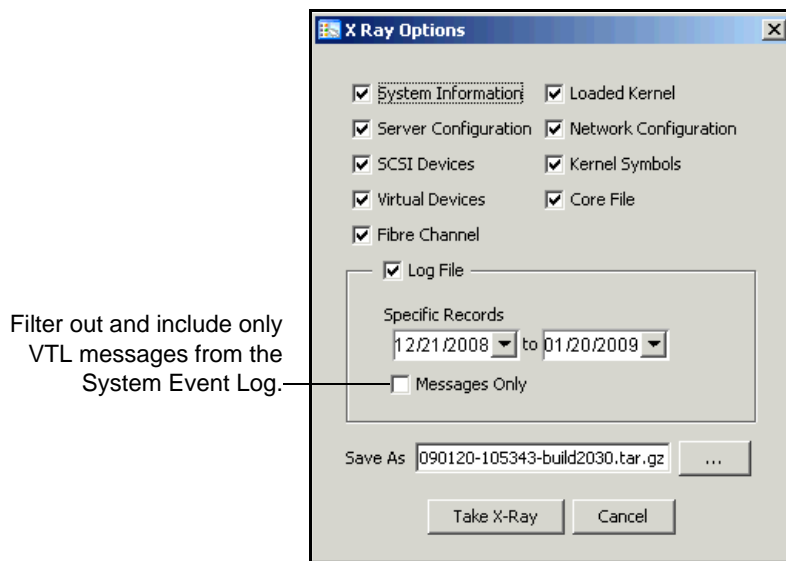 X Ray Options
System Information
Loaded Kernel
Server Configuration
Network Configuration
SCSI Devices
Kernel Symbols
Virtual Devices
Core File
Fibre Channel
Log File
Specific Records
12/21/2008 to 01/20/2009
Messages Only
Filter out and include only
VTL messages from the
System Event Log.
Save As 090120-105343-build2030.tar.gz ...
Take X-Ray Cancel